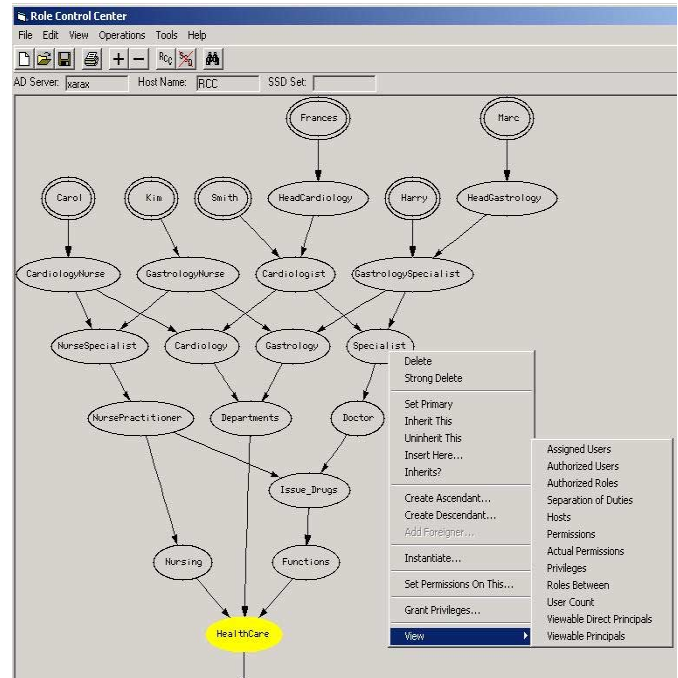 Role Control Center
File Edit View Operations Tools Help
RCC SSD
AD Server: xarax Host Name: RCC SSD Set:
Frances Marc
Carol Kim Smith HeadCardiology Harry HeadGastrology
CardiologyNurse GastrologyNurse Cardiologist GastrologySpecialist
NurseSpecialist Cardiology Gastrology Specialist
NursePractitioner Departments Doctor
Issue_Drugs
Nursing Functions
HealthCare
Delete
Strong Delete
Set Primary
Inherit This
Uninherit This
Insert Here...
Inherits?
Create Ascendant...
Create Descendant...
Add Foreigner...
Instantiate...
Set Permissions On This...
Grant Privileges...
View
Assigned Users
Authorized Users
Authorized Roles
Separation of Duties
Hosts
Permissions
Actual Permissions
Privileges
Roles Between
User Count
Viewable Direct Principals
Viewable Principals